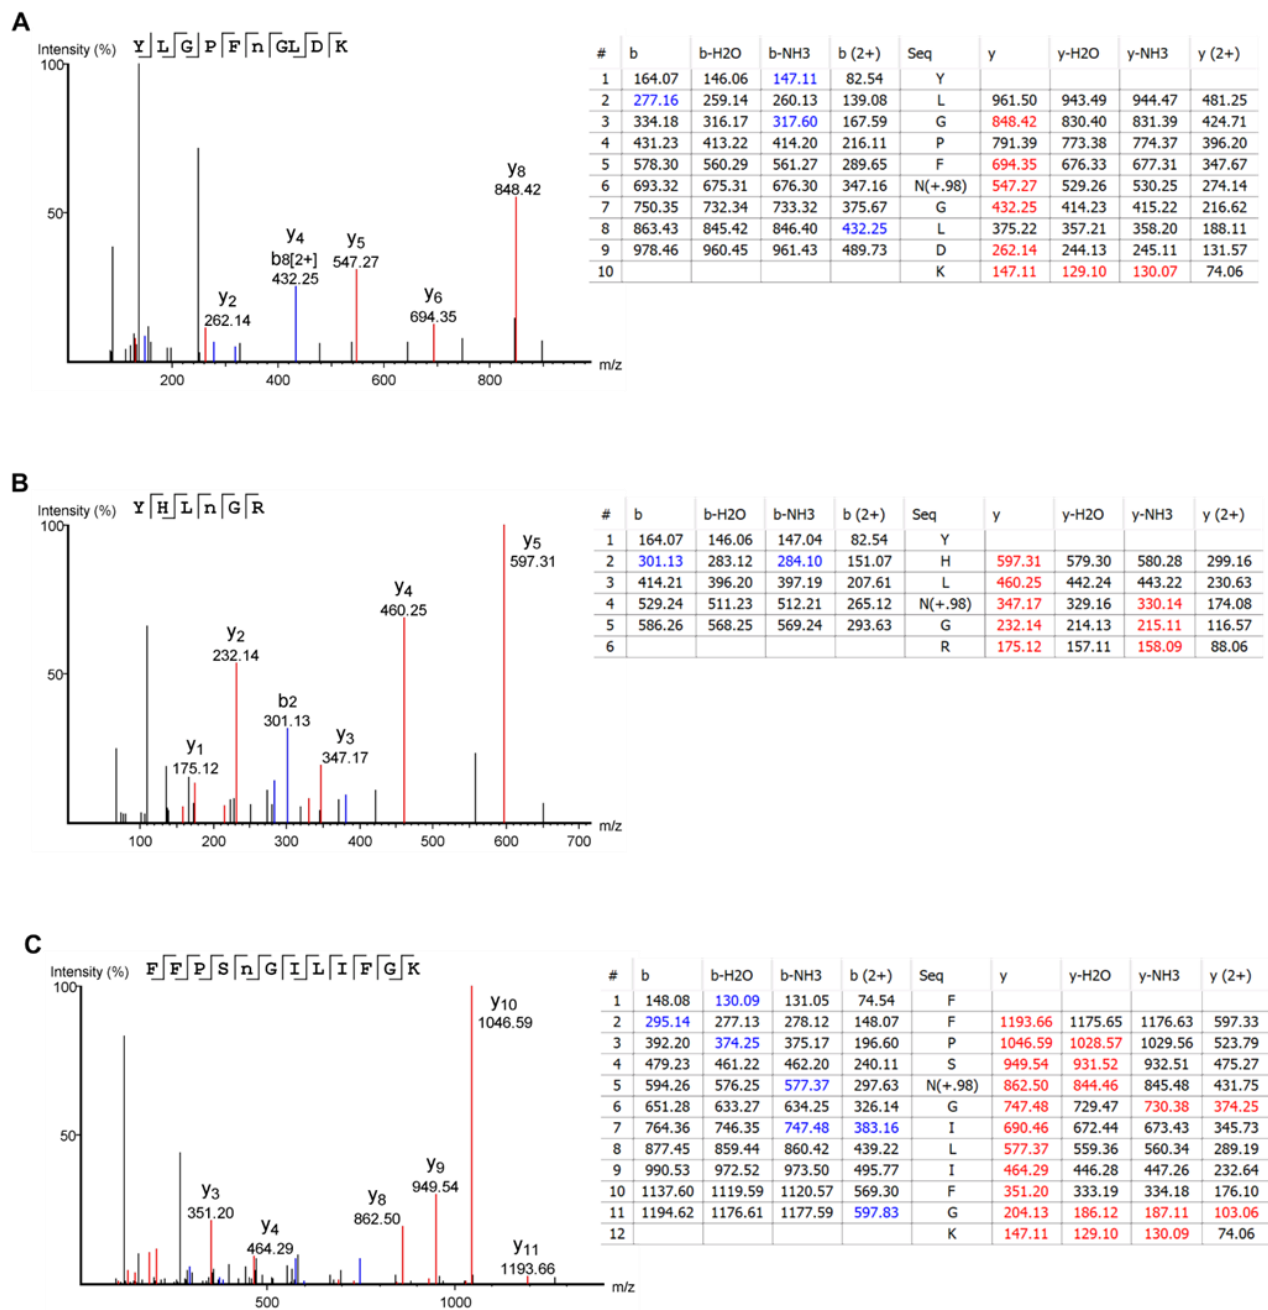 A
Intensity (%)
Y L G P F n G L D K
100
50
y8
848.42
y4
b8[2+]
432.25
y5
547.27
y2
262.14
y6
694.35
200 400 600 800
m/z
# b b-H2O b-NH3 b (2+) Seq y y-H2O y-NH3 y (2+)
1 164.07 146.06 147.11 82.54 Y
2 277.16 259.14 260.13 139.08 L 961.50 943.49 944.47 481.25
3 334.18 316.17 317.60 167.59 G 848.42 830.40 831.39 424.71
4 431.23 413.22 414.20 216.11 P 791.39 773.38 774.37 396.20
5 578.30 560.29 561.27 289.65 F 694.35 676.33 677.31 347.67
6 693.32 675.31 676.30 347.16 N(+.98) 547.27 529.26 530.25 274.14
7 750.35 732.34 733.32 375.67 G 432.25 414.23 415.22 216.62
8 863.43 845.42 846.40 432.25 L 375.22 357.21 358.20 188.11
9 978.46 960.45 961.43 489.73 D 262.14 244.13 245.11 131.57
10 K 147.11 129.10 130.07 74.06
B
Intensity (%)
Y H L n G R
100
50
y5
597.31
y4
460.25
y2
232.14
b2
301.13
y3
347.17
y1
175.12
100 200 300 400 500 600 700
m/z
# b b-H2O b-NH3 b (2+) Seq y y-H2O y-NH3 y (2+)
1 164.07 146.06 147.04 82.54 Y
2 301.13 283.12 284.10 151.07 H 597.31 579.30 580.28 299.16
3 414.21 396.20 397.19 207.61 L 460.25 442.24 443.22 230.63
4 529.24 511.23 512.21 265.12 N(+.98) 347.17 329.16 330.14 174.08
5 586.26 568.25 569.24 293.63 G 232.14 214.13 215.11 116.57
6 R 175.12 157.11 158.09 88.06
C
Intensity (%)
F F P S n G I L I F G K
100
50
y10
1046.59
y9
949.54
y8
862.50
y3
351.20
y4
464.29
y11
1193.66
500 1000
m/z
# b b-H2O b-NH3 b (2+) Seq y y-H2O y-NH3 y (2+)
1 148.08 130.09 131.05 74.54 F
2 295.14 277.13 278.12 148.07 F 1193.66 1175.65 1176.63 597.33
3 392.20 374.25 375.17 196.60 P 1046.59 1028.57 1029.56 523.79
4 479.23 461.22 462.20 240.11 S 949.54 931.52 932.51 475.27
5 594.26 576.25 577.37 297.63 N(+.98) 862.50 844.46 845.48 431.75
6 651.28 633.27 634.25 326.14 G 747.48 729.47 730.38 374.25
7 764.36 746.35 747.48 383.16 I 690.46 672.44 673.43 345.73
8 877.45 859.44 860.42 439.22 L 577.37 559.36 560.34 289.19
9 990.53 972.52 973.50 495.77 I 464.29 446.28 447.26 232.64
10 1137.60 1119.59 1120.57 569.30 F 351.20 333.19 334.18 176.10
11 1194.62 1176.61 1177.59 597.83 G 204.13 186.12 187.11 103.06
12 K 147.11 129.10 130.09 74.06